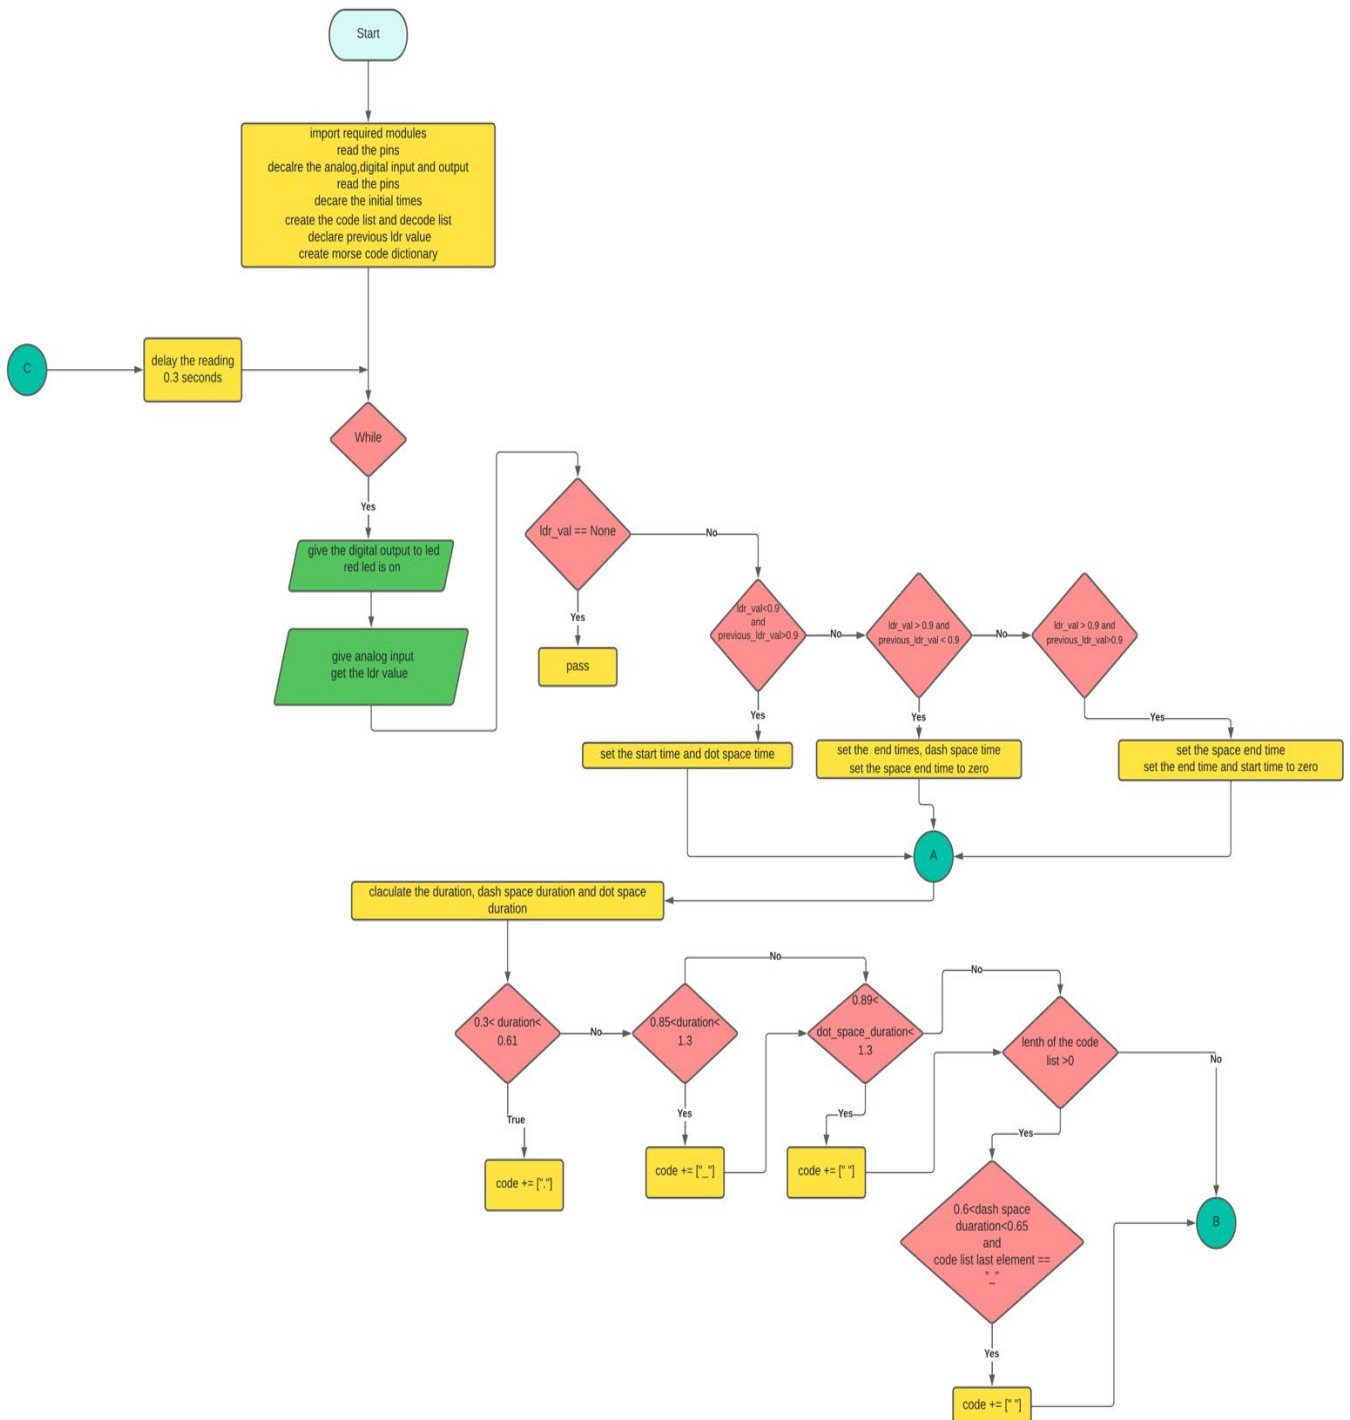 Start
import required modules
read the pins
decalre the analog,digital input and output
read the pins
decare the initial times
create the code list and decode list
declare previous ldr value
create morse code dictionary
C
delay the reading
0.3 seconds
While
Yes
give the digital output to led
red led is on
give analog input
get the ldr value
ldr_val == None
No
Yes
pass
ldr_val<0.9
and
previous_ldr_val>0.9
No
ldr_val > 0.9 and
previous_ldr_val < 0.9
No
ldr_val > 0.9 and
previous_ldr_val>0.9
Yes
Yes
Yes
set the start time and dot space time
set the  end times, dash space time
set the space end time to zero
set the space end time
set the end time and start time to zero
A
claculate the duration, dash space duration and dot space
duration
0.3< duration<
0.61
No
0.85<duration<
1.3
No
0.89<
dot_space_duration<
1.3
No
lenth of the code
list >0
No
True
code += ["."]
Yes
code += ["_"]
Yes
code += [" "]
Yes
0.6<dash space
duaration<0.65
and
code list last element ==
"_"
B
Yes
code += [" "]